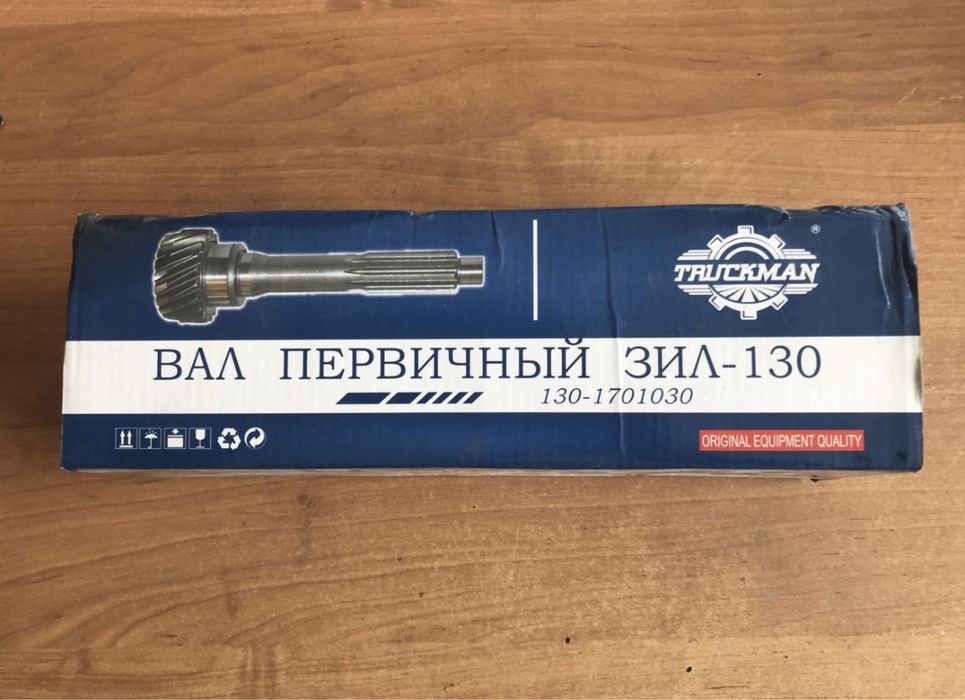 TRUCKMAN ®
ВАЛ ПЕРВИЧНЫЙ ЗИЛ-130
130-1701030
ORIGINAL EQUIPMENT QUALITY